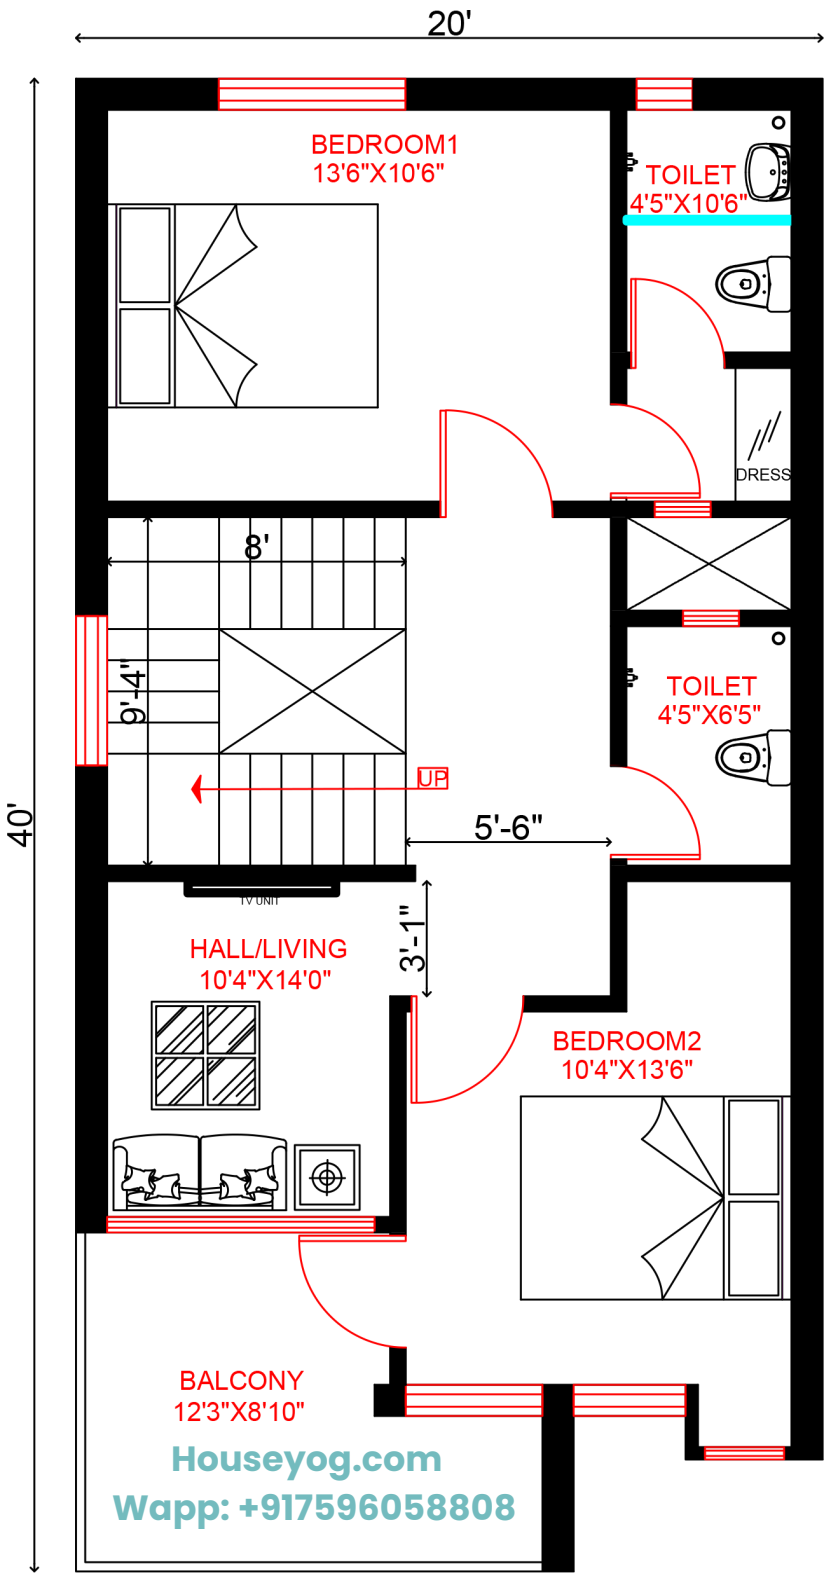 20'
BEDROOM1
13'6"X10'6"
TOILET
4'5"X10'6"
DRESS
8'
9'-4"
TOILET
4'5"X6'5"
UP
40'
5'-6"
TV UNIT
3'-1"
HALL/LIVING
10'4"X14'0"
BEDROOM2
10'4"X13'6"
BALCONY
12'3"X8'10"
Houseyog.com
Wapp: +917596058808